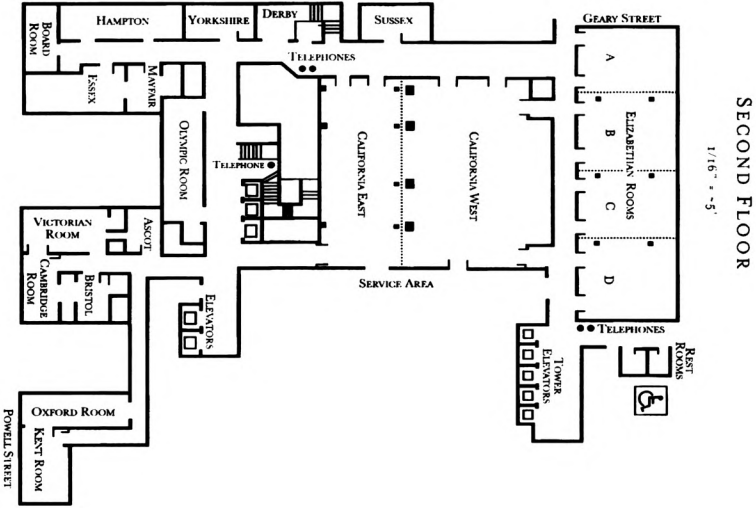 SECOND FLOOR
1/16" = ~5'
GEARY STREET
BOARD
ROOM
HAMPTON
YORKSHIRE
DERBY
SUSSEX
TELEPHONES
ESSEX
MAYFAIR
OLYMPIC ROOM
TELEPHONE
CALIFORNIA EAST
CALIFORNIA WEST
A
B
C
D
ELIZABETHAN ROOMS
VICTORIAN
ROOM
ASCOT
CAMBRIDGE
ROOM
BRISTOL
ELEVATORS
SERVICE AREA
TELEPHONES
TOWER
ELEVATORS
REST
ROOMS
OXFORD ROOM
KENT ROOM
POWELL STREET